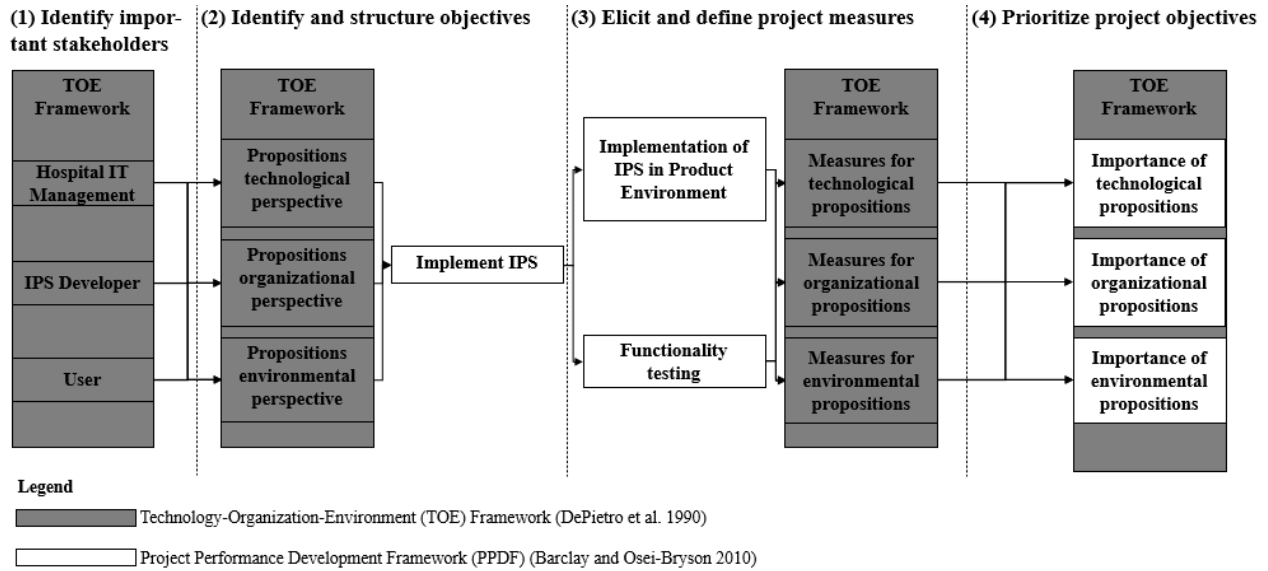 (1) Identify impor-
tant stakeholders
(2) Identify and structure objectives
(3) Elicit and define project measures
(4) Prioritize project objectives
TOE
Framework
Hospital IT
Management
IPS Developer
User
TOE
Framework
Propositions
technological
perspective
Propositions
organizational
perspective
Propositions
environmental
perspective
Implement IPS
Implementation of
IPS in Product
Environment
Functionality
testing
TOE
Framework
Measures for
technological
propositions
Measures for
organizational
propositions
Measures for
environmental
propositions
TOE
Framework
Importance of
technological
propositions
Importance of
organizational
propositions
Importance of
environmental
propositions
Legend
Technology-Organization-Environment (TOE) Framework (DePietro et al. 1990)
Project Performance Development Framework (PPDF) (Barclay and Osei-Bryson 2010)